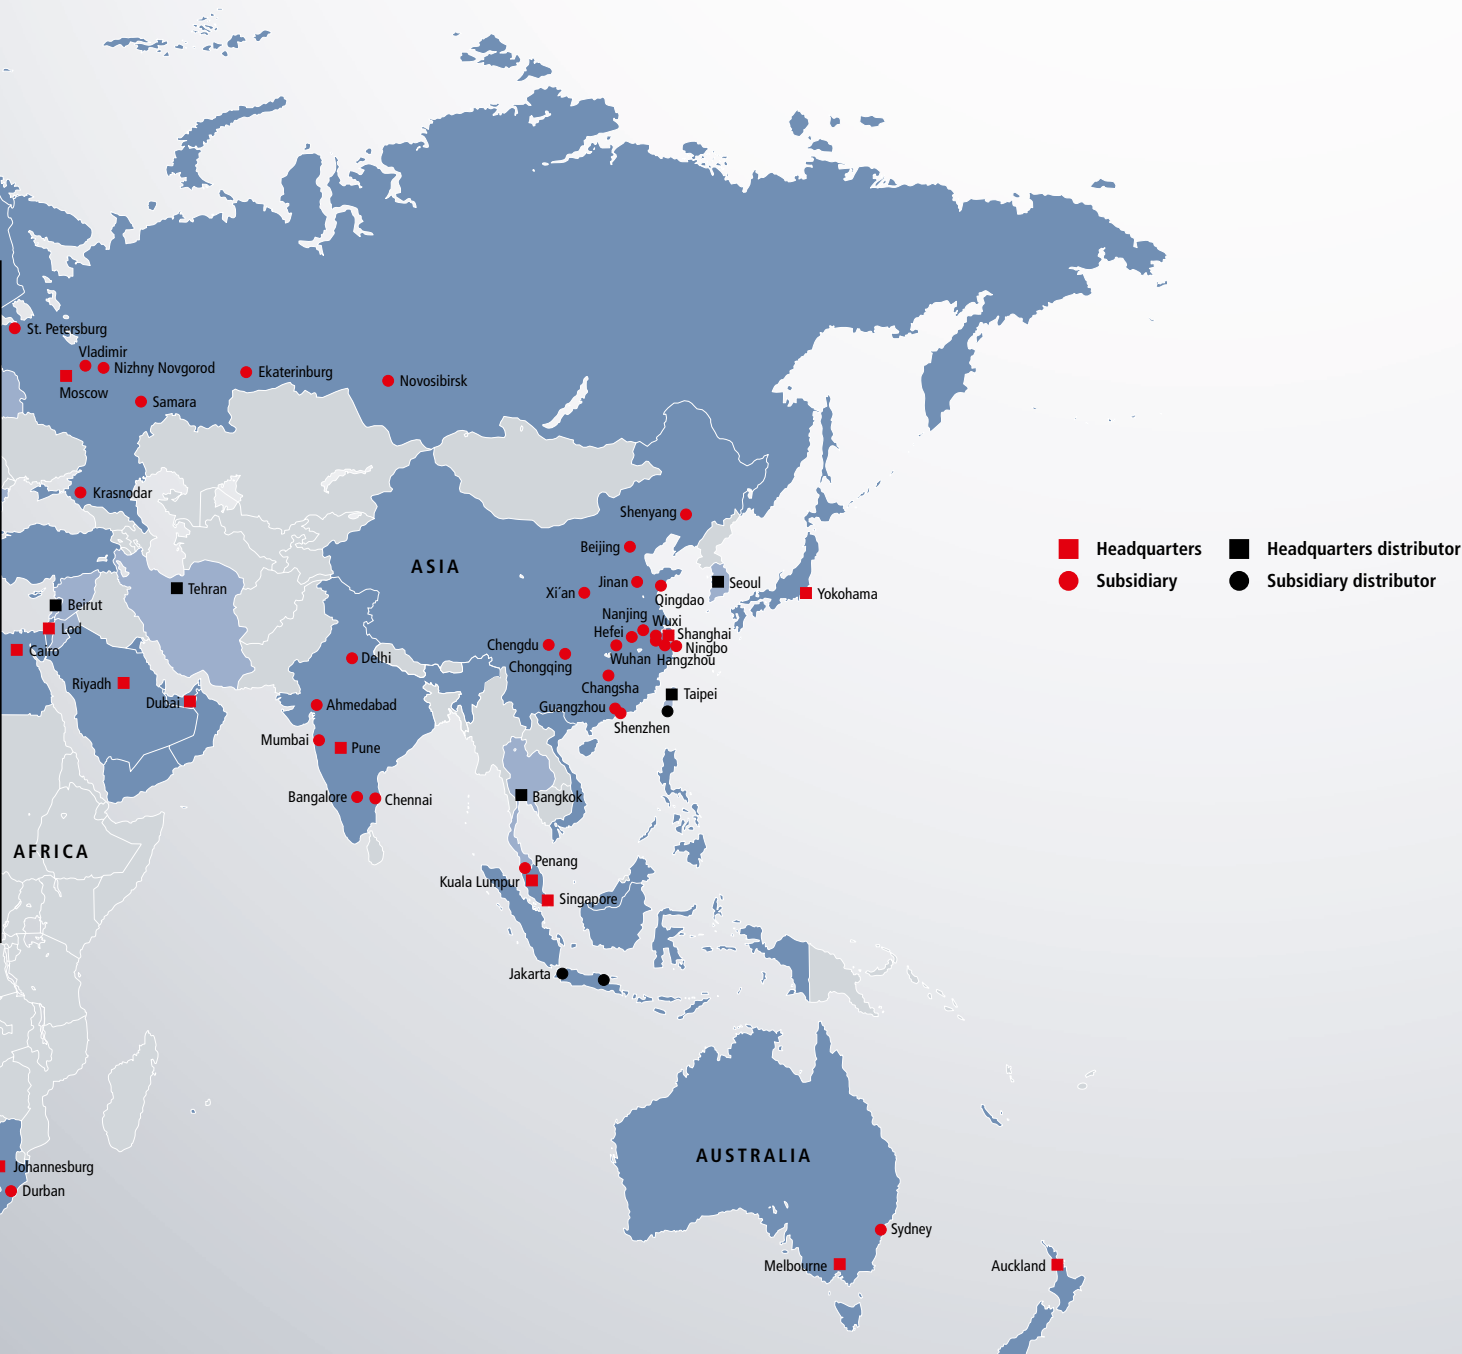 St. Petersburg
Vladimir
Nizhny Novgorod
Moscow
Ekaterinburg
Novosibirsk
Samara
Krasnodar
Shenyang
Beijing
ASIA
Headquarters
Headquarters distributor
Subsidiary
Subsidiary distributor
Tehran
Jinan
Seoul
Xi´an
Qingdao
Yokohama
Beirut
Nanjing
Wuxi
Lod
Hefei
Shanghai
Cairo
Chengdu
Ningbo
Delhi
Wuhan
Hangzhou
Chongqing
Riyadh
Changsha
Taipei
Dubai
Ahmedabad
Guangzhou
Shenzhen
Mumbai
Pune
Bangalore
Chennai
Bangkok
AFRICA
Penang
Kuala Lumpur
Singapore
Jakarta
AUSTRALIA
Johannesburg
Durban
Sydney
Melbourne
Auckland